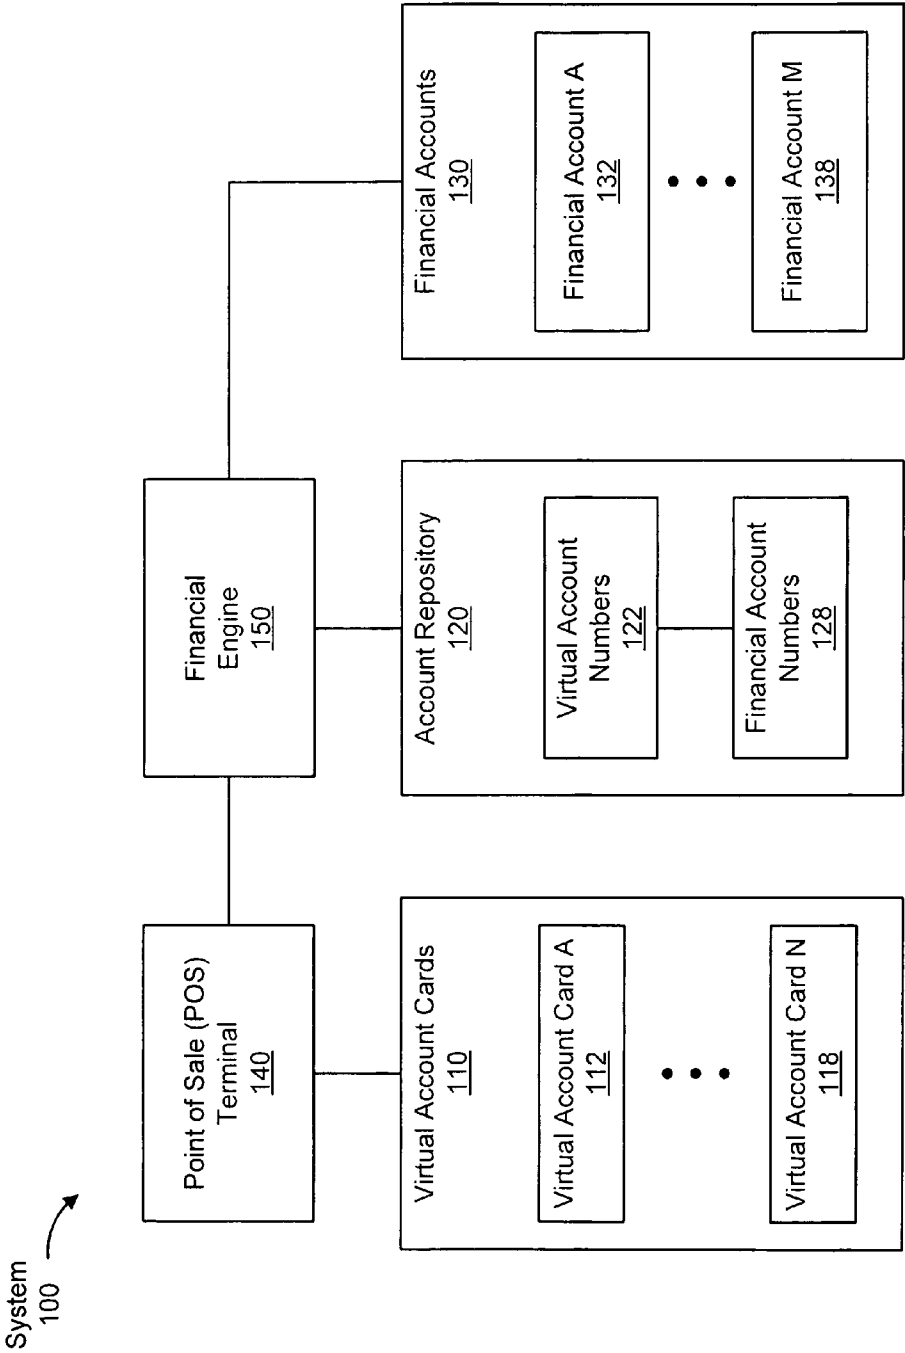 System
100
Point of Sale (POS)
Terminal
140
Financial
Engine
150
Virtual Account Cards
110
Virtual Account Card A
112
Virtual Account Card N
118
Account Repository
120
Virtual Account
Numbers
122
Financial Account
Numbers
128
Financial Accounts
130
Financial Account A
132
Financial Account M
138